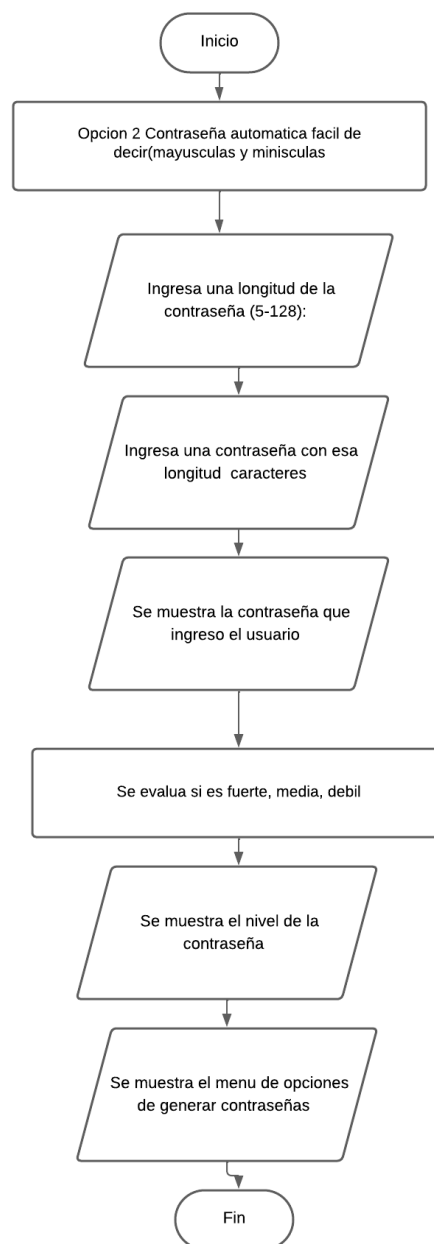 Inicio
Opcion 2 Contraseña automatica facil de
decir(mayusculas y minisculas
Ingresa una longitud de la
contraseña (5-128):
Ingresa una contraseña con esa
longitud  caracteres
Se muestra la contraseña que
ingreso el usuario
Se evalua si es fuerte, media, debil
Se muestra el nivel de la
contraseña
Se muestra el menu de opciones
de generar contraseñas
Fin